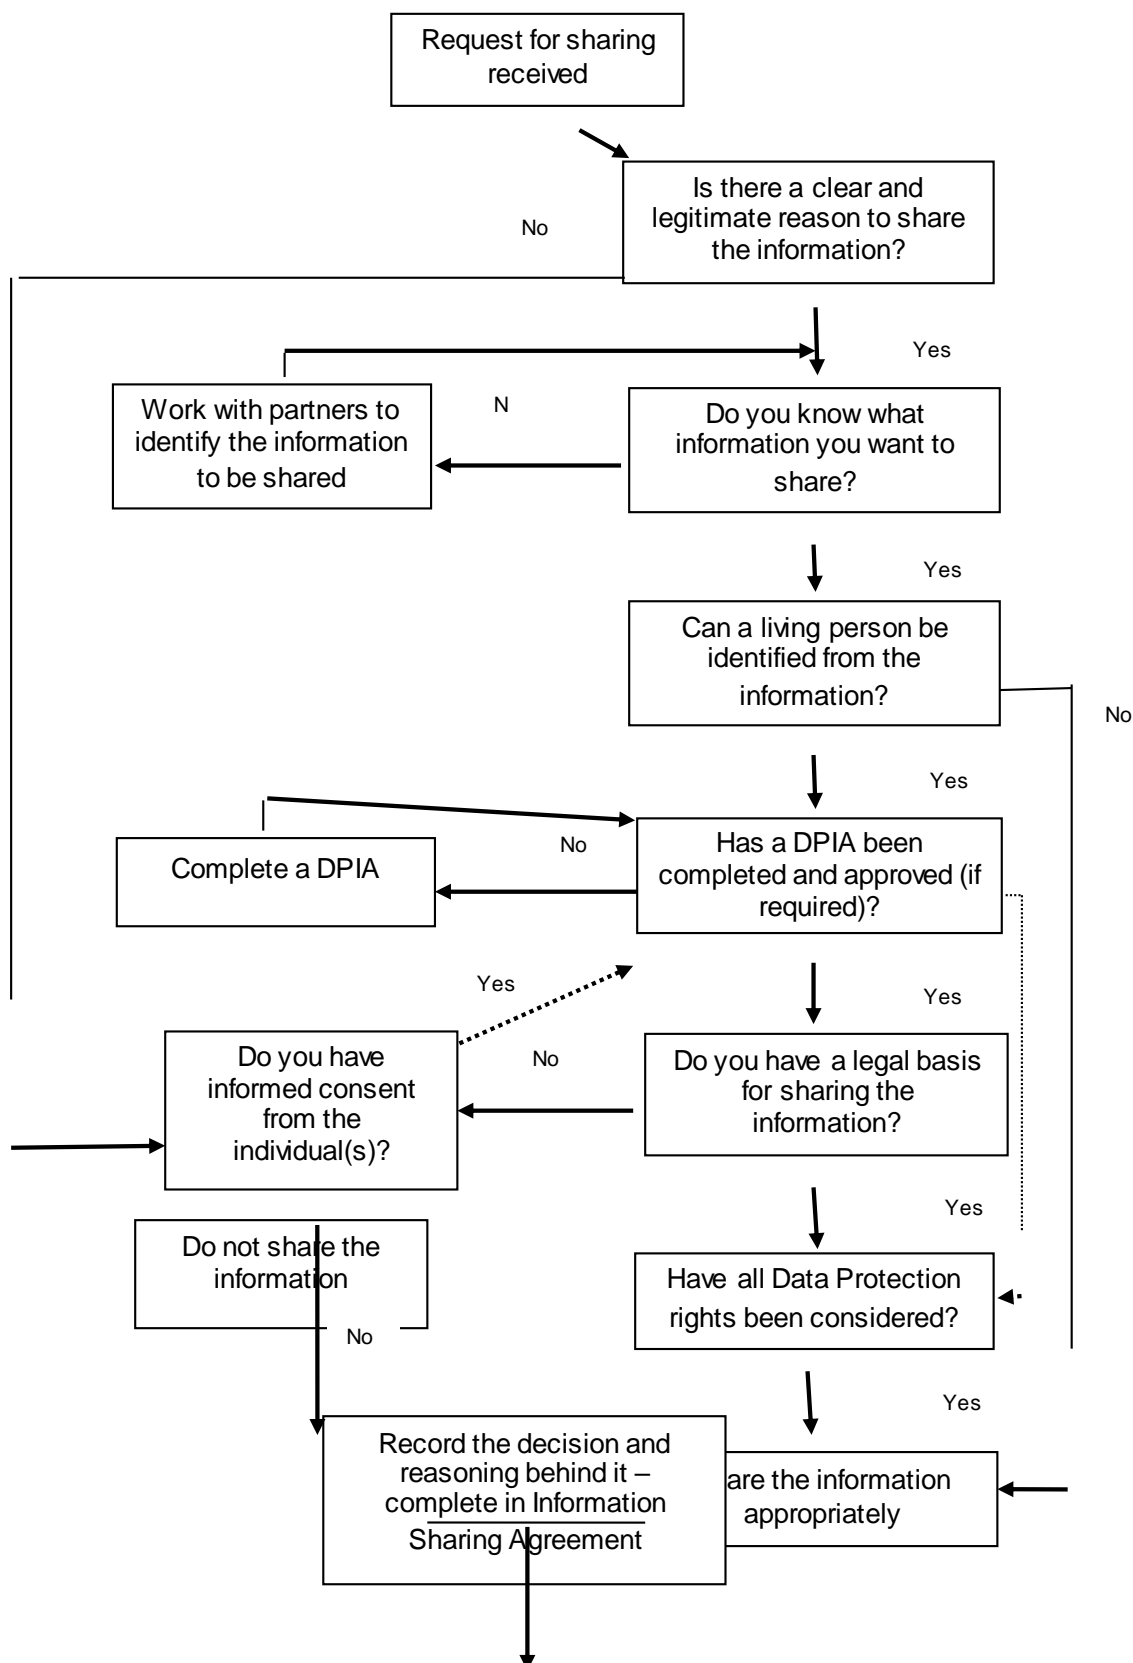 Request for sharing
received
Is there a clear and
legitimate reason to share
the information?
No
Yes
Work with partners to
identify the information
to be shared
N
Do you know what
information you want to
share?
Yes
Can a living person be
identified from the
information?
No
Yes
Complete a DPIA
No
Has a DPIA been
completed and approved (if
required)?
Yes
Yes
Do you have
informed consent
from the
individual(s)?
No
Do you have a legal basis
for sharing the
information?
Yes
Do not share the
information
No
Have all Data Protection
rights been considered?
Yes
Record the decision and
reasoning behind it –
complete in Information
Sharing Agreement
are the information
appropriately